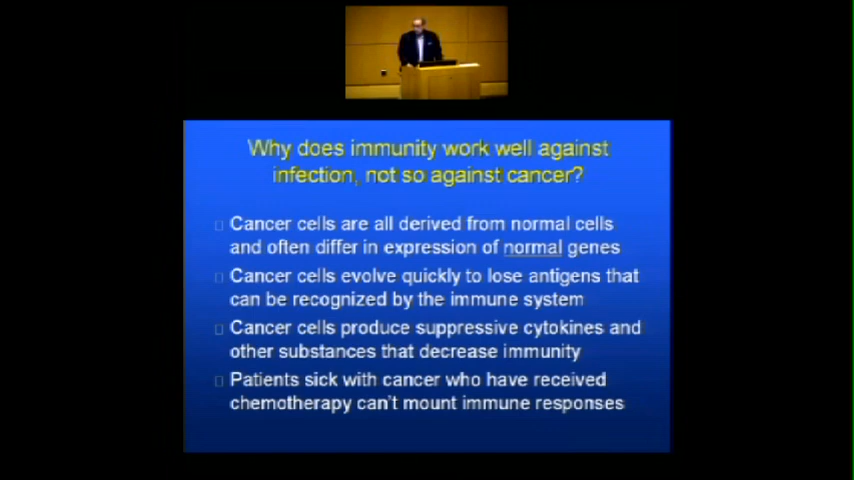 Why does immunity work well against
infection, not so against cancer?
Cancer cells are all derived from normal cells
and often differ in expression of normal genes
Cancer cells evolve quickly to lose antigens that
can be recognized by the immune system
Cancer cells produce suppressive cytokines and
other substances that decrease immunity
Patients sick with cancer who have received
chemotherapy can't mount immune responses